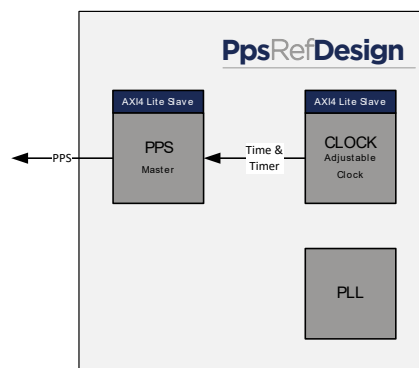 PpsRefDesign
AXI4 Lite Slave
PPS
Master
PPS
Time &
Timer
AXI4 Lite Slave
CLOCK
Adjustable
Clock
PLL